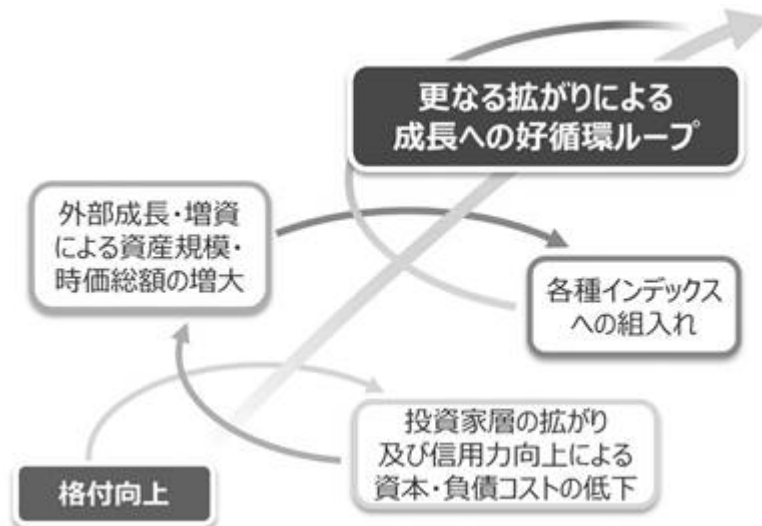 更なる拡がりによる
成長への好循環ループ
外部成長・増資
による資産規模・
時価総額の増大
各種インデックス
への組入れ
投資家層の拡がり
及び信用力向上による
資本・負債コストの低下
格付向上